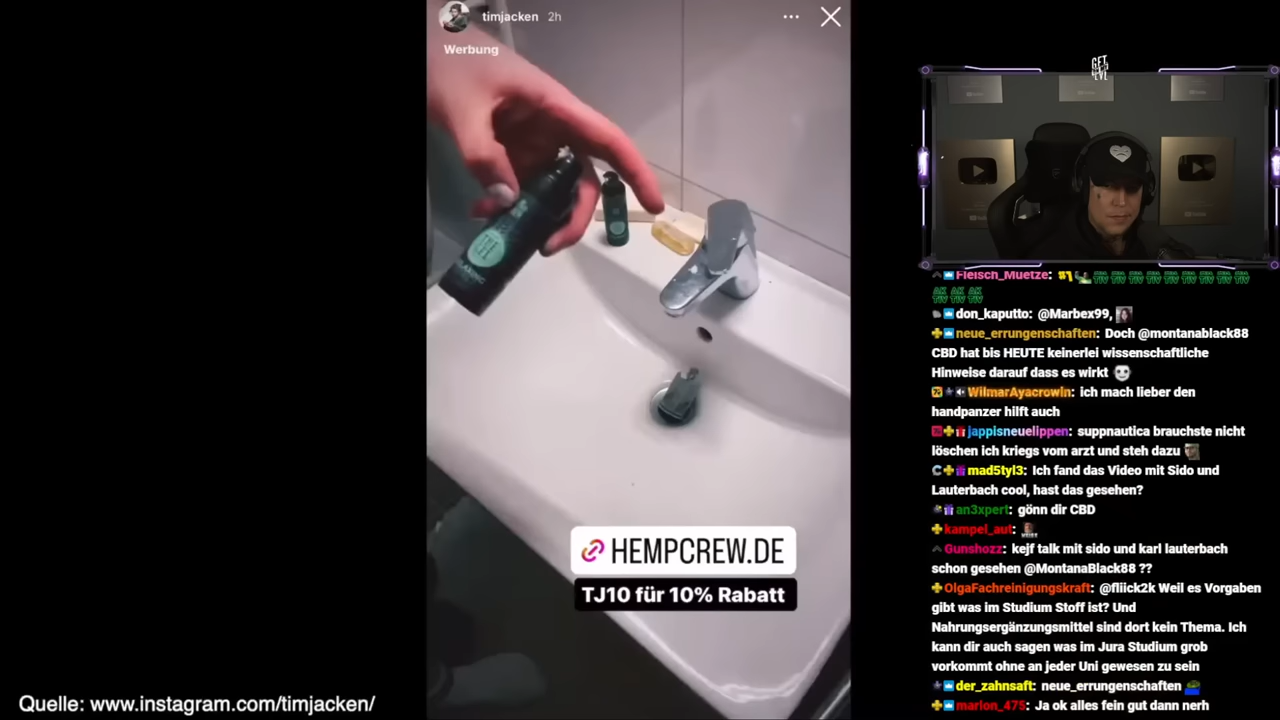 timjacken 2h
Werbung
HEMPCREW.DE
TJ10 für 10% Rabatt
Quelle: www.instagram.com/timjacken/
Fleisch_Muetze:
don_kaputto: @Marbex99,
neue_errungenschaften: Doch @montanablack88
CBD hat bis HEUTE keinerlei wissenschaftliche
Hinweise darauf dass es wirkt
WilmarAyacrowin: ich mach lieber den
handpanzer hilft auch
jappisneuelippen: suppnautica brauchste nicht
löschen ich kriegs vom arzt und steh dazu
mad5tyl3: Ich fand das Video mit Sido und
Lauterbach cool, hast das gesehen?
an3xpert: gönn dir CBD
kampel_aut:
Gunshozz: kejf talk mit sido und karl lauterbach
schon gesehen @MontanaBlack88 ??
OlgaFachreinigungskraft: @fliick2k Weil es Vorgaben
gibt was im Studium Stoff ist? Und
Nahrungsergänzungsmittel sind dort kein Thema. Ich
kann dir auch sagen was im Jura Studium grob
vorkommt ohne an jeder Uni gewesen zu sein
der_zahnsaft: neue_errungenschaften
marlon_475: Ja ok alles fein gut dann nerh